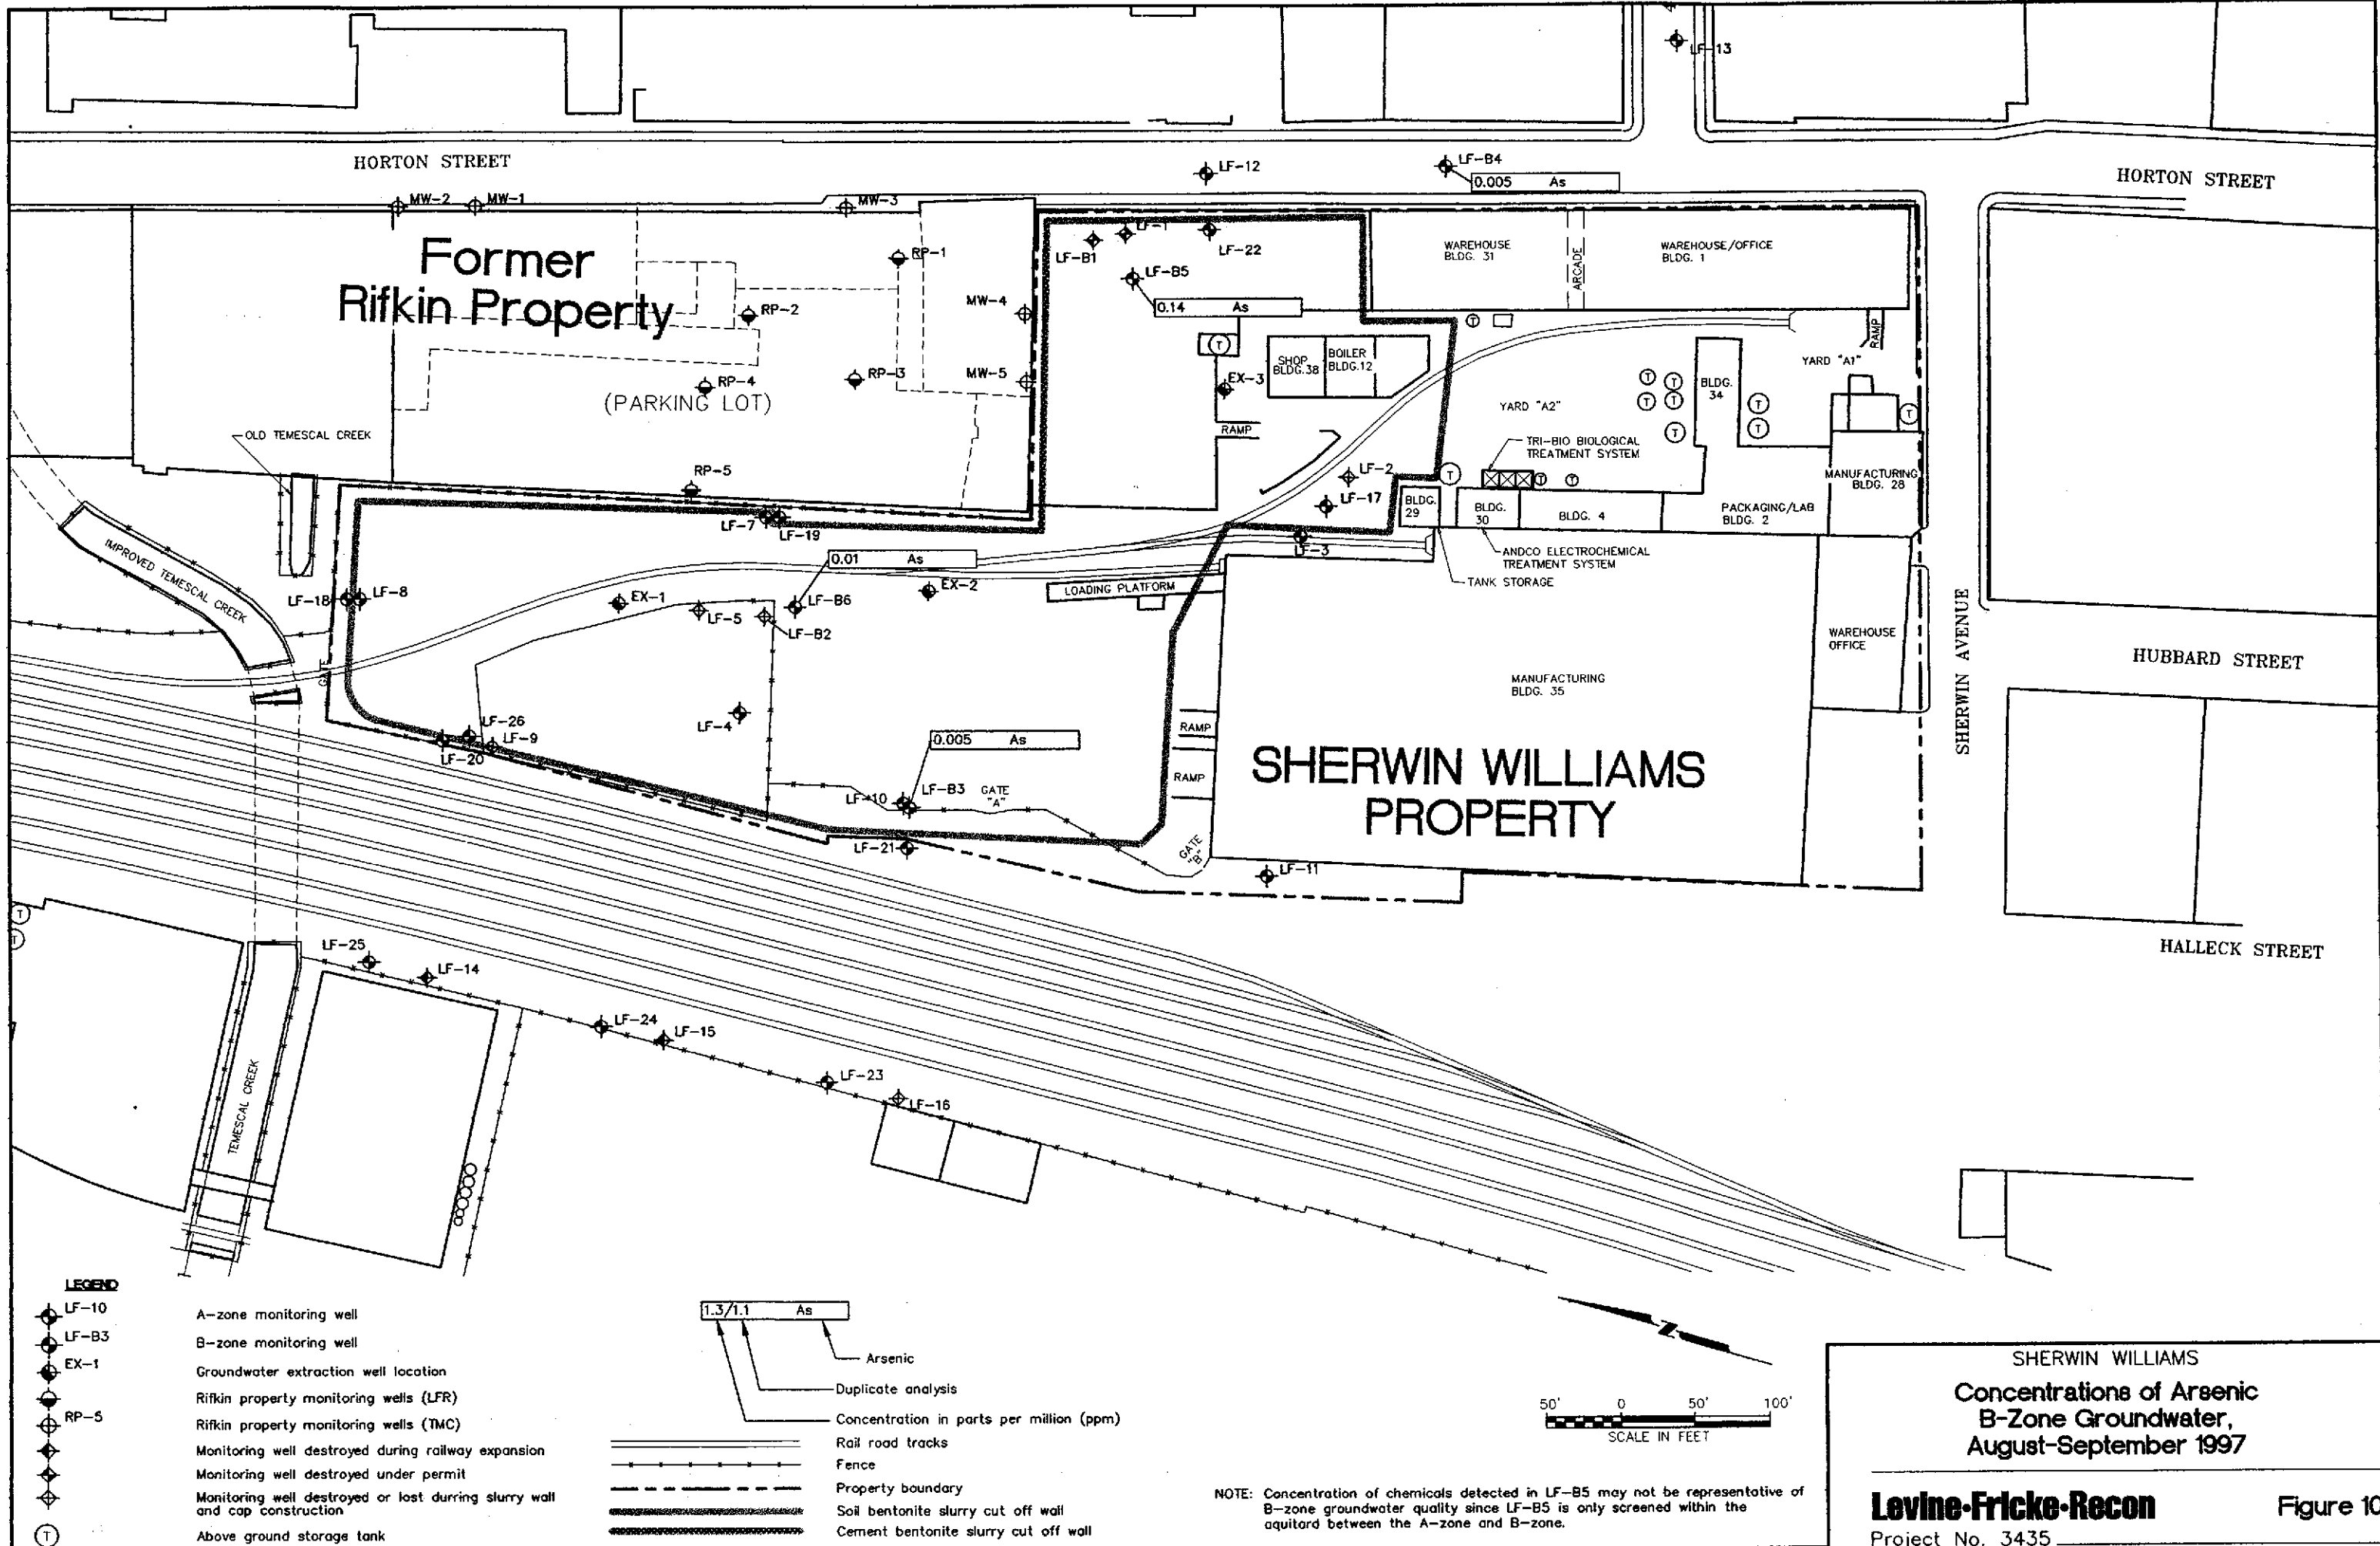 LF-13
HORTON STREET
LF-12
LF-B4
0.005 As
HORTON STREET
MW-2
MW-1
MW-3
Former
Rifkin Property
RP-1
LF-B1
LF-1
LF-22
LF-B5
0.14 As
WAREHOUSE
BLDG. 31
ARCADE
WAREHOUSE/OFFICE
BLDG. 1
RP-2
MW-4
T
T
SHOP
BLDG.38
BOILER
BLDG.12
RAMP
YARD "A1"
RP-4
RP-3
MW-5
EX-3
(PARKING LOT)
YARD "A2"
T
T
T
T
T
BLDG.
34
T
T
T
OLD TEMESCAL CREEK
RAMP
TRI-BIO BIOLOGICAL
TREATMENT SYSTEM
RP-5
LF-2
T
T
T
MANUFACTURING
BLDG. 28
LF-7
LF-19
LF-17
BLDG.
29
BLDG.
30
BLDG. 4
PACKAGING/LAB
BLDG. 2
IMPROVED TEMESCAL CREEK
0.01 As
LF-3
ANDCO ELECTROCHEMICAL
TREATMENT SYSTEM
TANK STORAGE
LF-18
LF-8
EX-1
LF-5
LF-B6
LF-B2
EX-2
LOADING PLATFORM
SHERWIN AVENUE
WAREHOUSE
OFFICE
HUBBARD STREET
GATE
MANUFACTURING
BLDG. 35
LF-26
LF-9
LF-20
LF-4
0.005 As
RAMP
RAMP
SHERWIN WILLIAMS
PROPERTY
LF-10
LF-B3
GATE
"A"
LF-21
GATE
"B"
LF-11
T
T
HALLECK STREET
LF-25
LF-14
LF-24
LF-15
LF-23
LF-16
TEMESCAL CREEK
LEGEND
LF-10 A-zone monitoring well
LF-B3 B-zone monitoring well
EX-1 Groundwater extraction well location
Rifkin property monitoring wells (LFR)
RP-5 Rifkin property monitoring wells (TMC)
Monitoring well destroyed during railway expansion
Monitoring well destroyed under permit
Monitoring well destroyed or lost durring slurry wall
and cap construction
T Above ground storage tank
1.3/1.1 As
Arsenic
Duplicate analysis
Concentration in parts per million (ppm)
Rail road tracks
Fence
Property boundary
Soil bentonite slurry cut off wall
Cement bentonite slurry cut off wall
Z
50' 0 50' 100'
SCALE IN FEET
NOTE: Concentration of chemicals detected in LF-B5 may not be representative of
B-zone groundwater quality since LF-B5 is only screened within the
aquitard between the A-zone and B-zone.
SHERWIN WILLIAMS
Concentrations of Arsenic
B-Zone Groundwater,
August-September 1997
Levine•Fricke•Recon
Figure 10
Project No. 3435